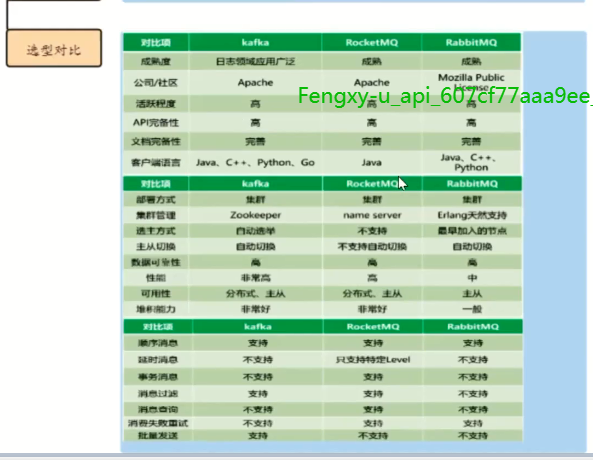 选型对比
对比项 kafka RocketMQ RabbitMQ
成熟度 日志领域应用广泛 成熟 成熟
公司/社区 Apache Apache Mozilla Public License
Fengxy-u_api_607cf77aaa9ee_
活跃程度 高 高 高
API完备性 高 高 高
文档完备性 完善 完善 完善
客户端语言 Java、C++、Python、Go Java Java、C++、Python
对比项 kafka RocketMQ RabbitMQ
部署方式 集群 集群 集群
集群管理 Zookeeper name server Erlang天然支持
选主方式 自动选举 不支持 最早加入的节点
主从切换 自动切换 不支持自动切换 自动切换
数据可靠性 高 高 高
性能 非常高 高 中
可用性 分布式、主从 分布式、主从 主从
堆积能力 非常好 非常好 一般
对比项 kafka RocketMQ RabbitMQ
顺序消息 支持 支持 支持
延时消息 不支持 只支持特定Level 不支持
事务消息 不支持 支持 不支持
消息过滤 支持 支持 不支持
消息查询 不支持 支持 不支持
消费失败重试 不支持 支持 支持
批量发送 支持 不支持 不支持